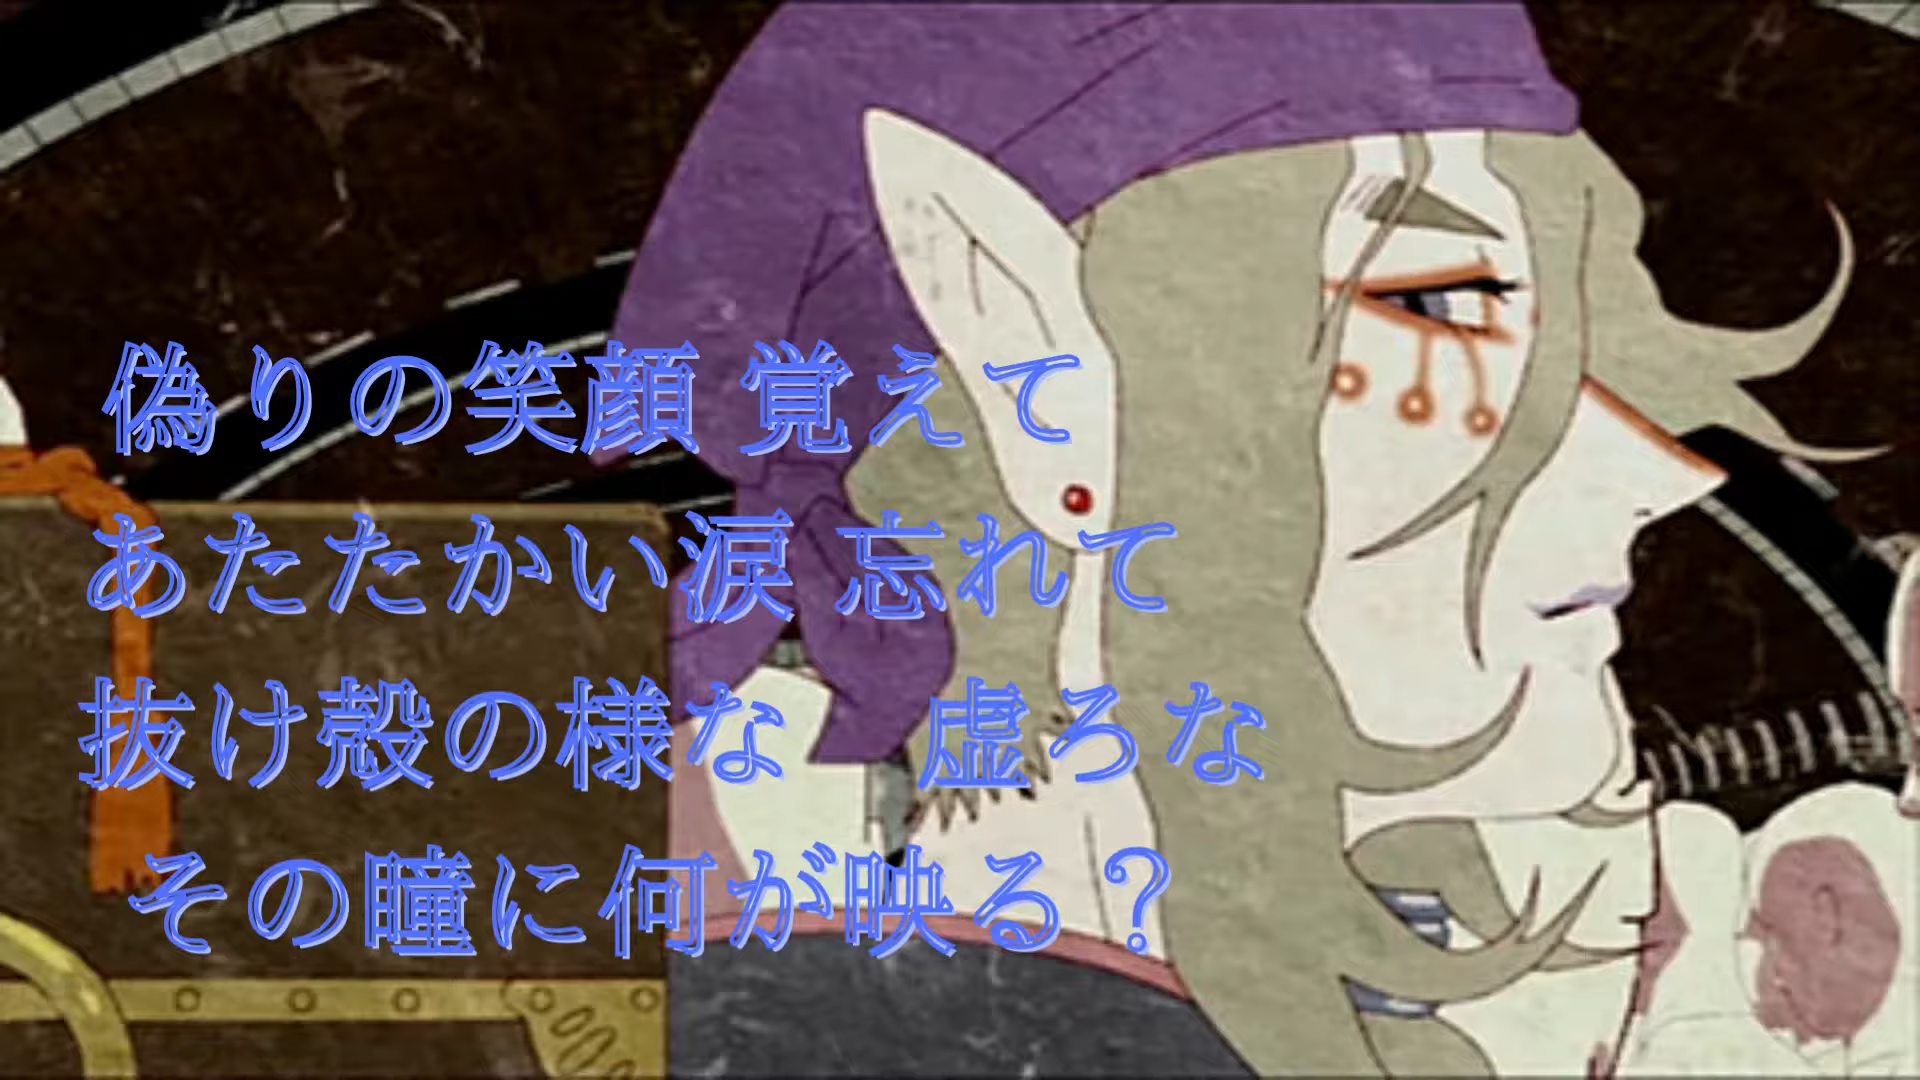 偽りの笑顔 覚えて
あたたかい涙 忘れて
抜け殻の様な 虚ろな
その瞳に何が映る？